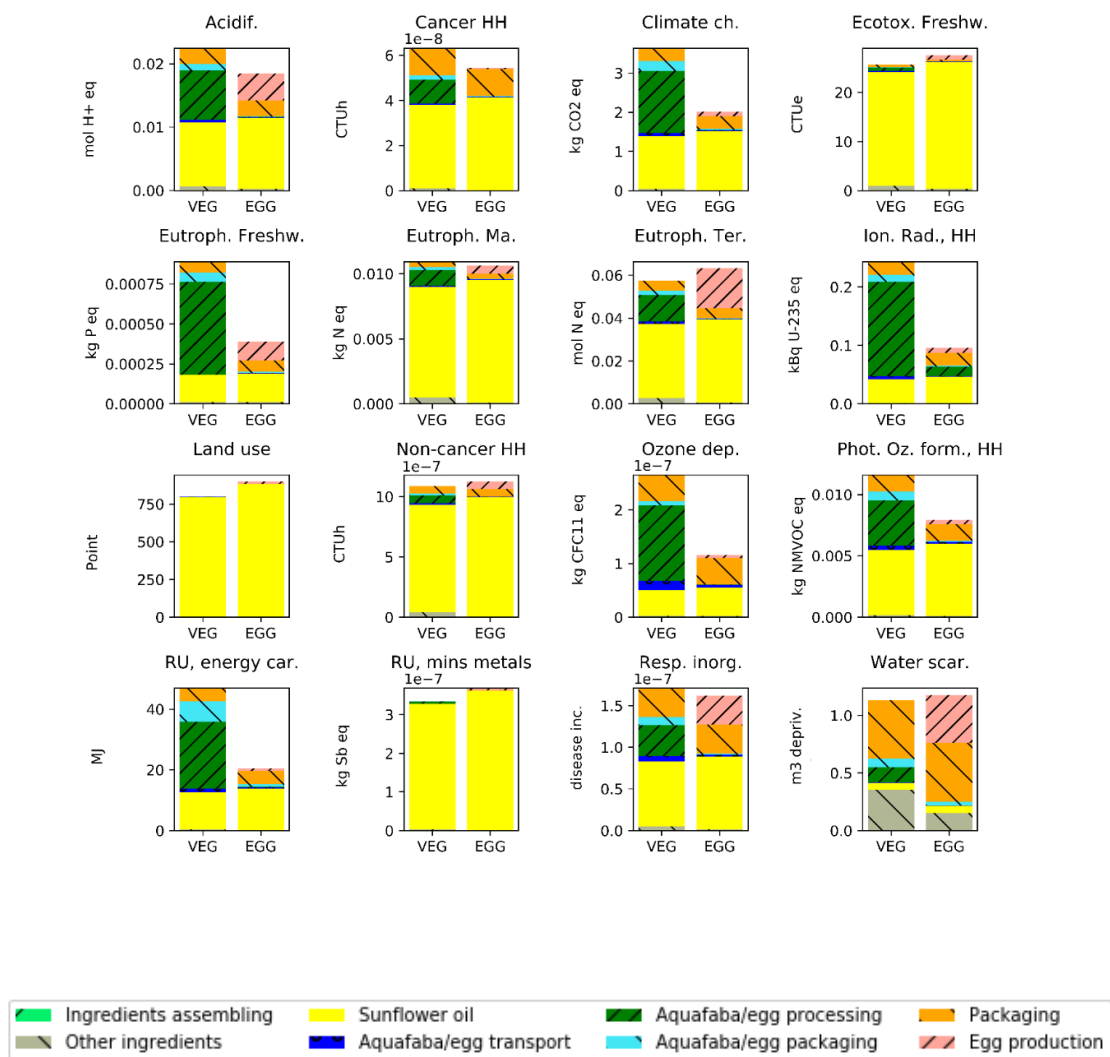 Acidif.
mol H+ eq
0.02
0.01
0.00
VEG EGG
Cancer HH
1e−8
CTUh
6
4
2
0
VEG EGG
Climate ch.
kg CO2 eq
3
2
1
0
VEG EGG
Ecotox. Freshw.
CTUe
20
10
0
VEG EGG
Eutroph. Freshw.
kg P eq
0.00075
0.00050
0.00025
0.00000
VEG EGG
Eutroph. Ma.
kg N eq
0.010
0.005
0.000
VEG EGG
Eutroph. Ter.
mol N eq
0.06
0.04
0.02
0.00
VEG EGG
Ion. Rad., HH
kBq U-235 eq
0.2
0.1
0.0
VEG EGG
Land use
Point
750
500
250
0
VEG EGG
Non-cancer HH
1e−7
CTUh
10
5
0
VEG EGG
Ozone dep.
1e−7
kg CFC11 eq
2
1
0
VEG EGG
Phot. Oz. form., HH
kg NMVOC eq
0.010
0.005
0.000
VEG EGG
RU, energy car.
MJ
40
20
0
VEG EGG
RU, mins metals
1e−7
kg Sb eq
3
2
1
0
VEG EGG
Resp. inorg.
1e−7
disease inc.
1.5
1.0
0.5
0.0
VEG EGG
Water scar.
m3 depriv.
1.0
0.5
0.0
VEG EGG
Ingredients assembling
Other ingredients
Sunflower oil
Aquafaba/egg transport
Aquafaba/egg processing
Aquafaba/egg packaging
Packaging
Egg production